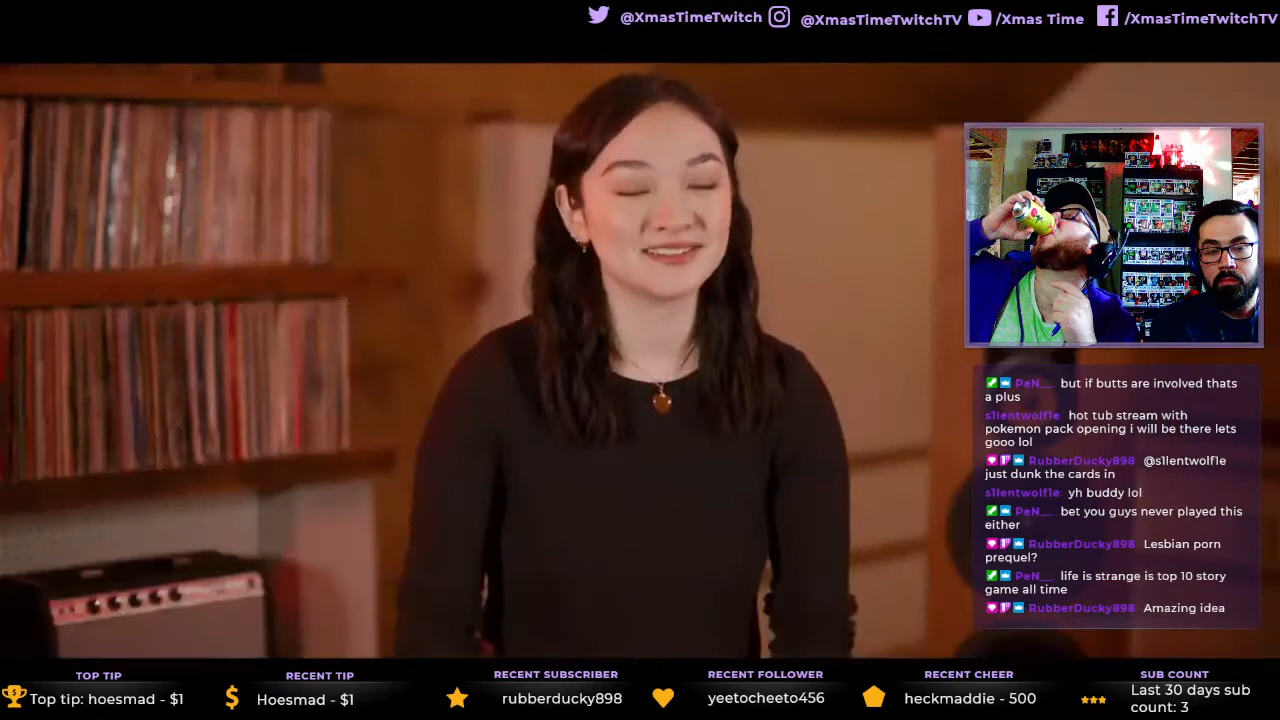 @XmasTimeTwitch @XmasTimeTwitchTV /Xmas Time /XmasTimeTwitchTV
PeN__ but if butts are involved thats
a plus
s1lentwolf1e hot tub stream with
pokemon pack opening i will be there lets
gooo lol
RubberDucky898 @s1lentwolf1e
just dunk the cards in
s1lentwolf1e yh buddy lol
PeN__ bet you guys never played this
either
RubberDucky898 Lesbian porn
prequel?
PeN__ life is strange is top 10 story
game all time
RubberDucky898 Amazing idea
TOP TIP
Top tip: hoesmad - $1
RECENT TIP
Hoesmad - $1
RECENT SUBSCRIBER
rubberducky898
RECENT FOLLOWER
yeetocheeto456
RECENT CHEER
heckmaddie - 500
SUB COUNT
Last 30 days sub
count: 3